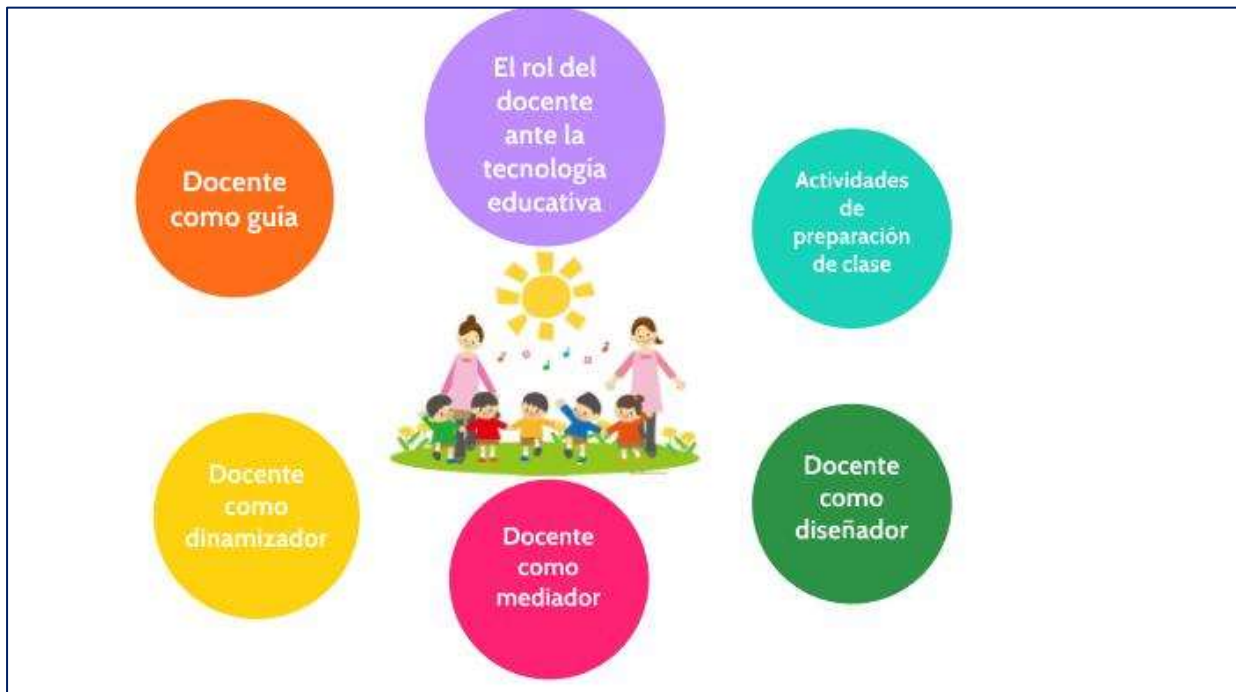 El rol del
docente
ante la
tecnología
educativa
Docente
como guía
Actividades
de
preparación
de clase
Docente
como
dinamizador
Docente
como
mediador
Docente
como
diseñador